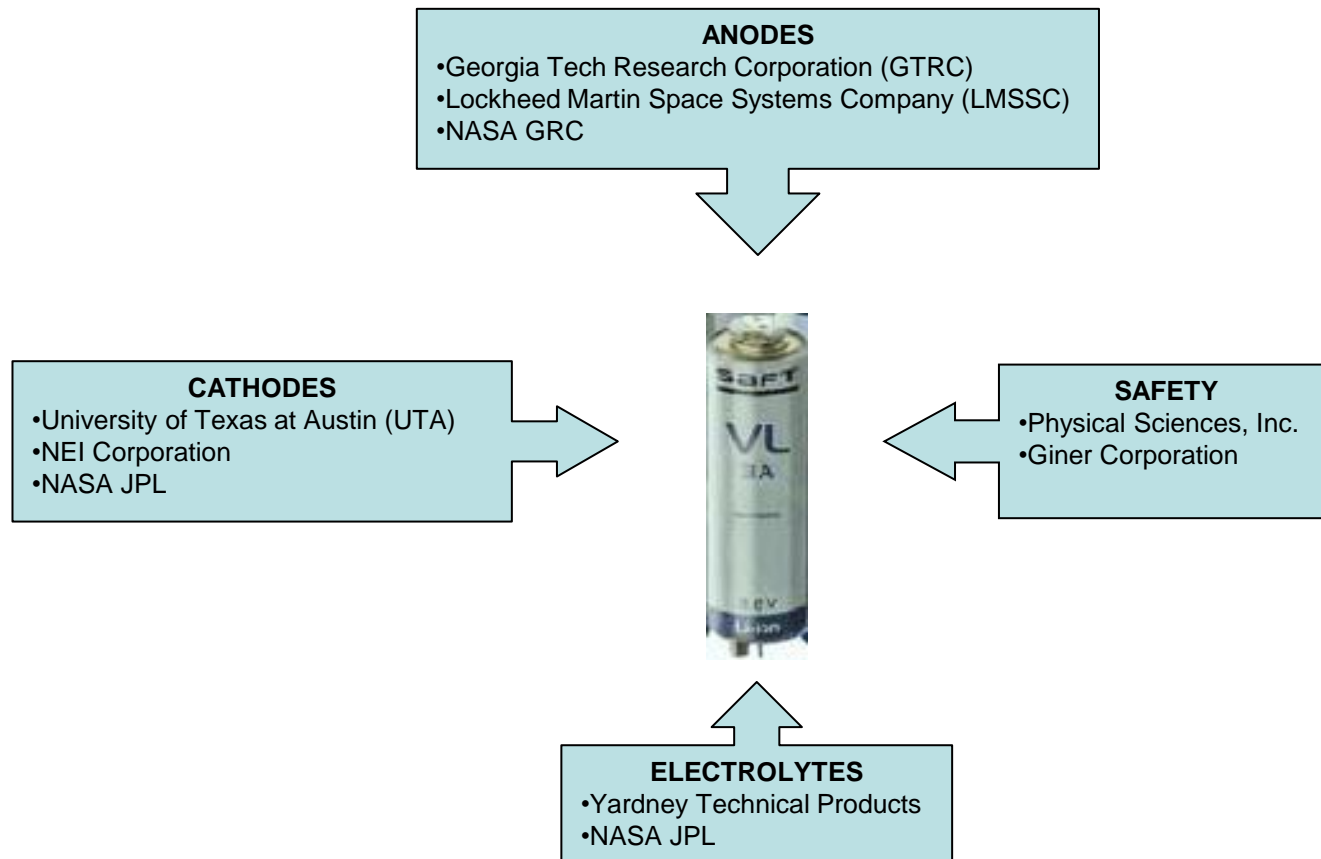 ANODES
•Georgia Tech Research Corporation (GTRC)
•Lockheed Martin Space Systems Company (LMSSC)
•NASA GRC
CATHODES
•University of Texas at Austin (UTA)
•NEI Corporation
•NASA JPL
saft
VL
SAFETY
•Physical Sciences, Inc.
•Giner Corporation
ELECTROLYTES
•Yardney Technical Products
•NASA JPL